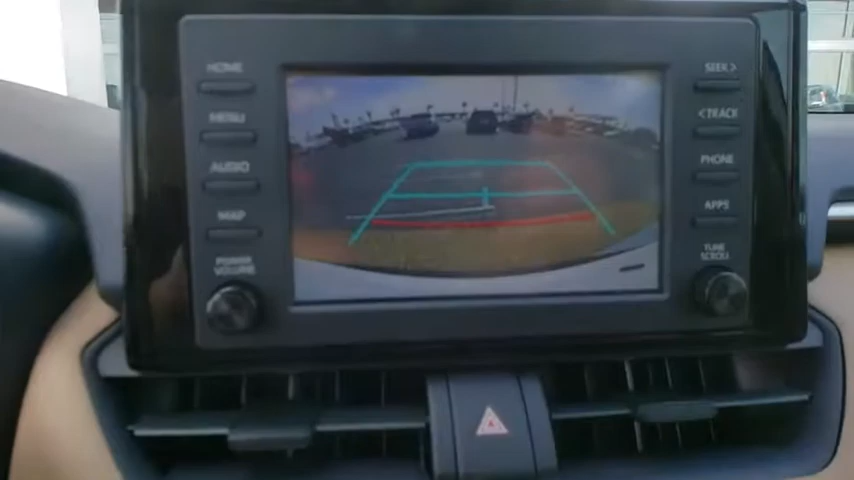 HOME
MENU
AUDIO
MAP
POWER
VOLUME
SEEK>
<TRACK
PHONE
APPS
TUNE
SCROLL